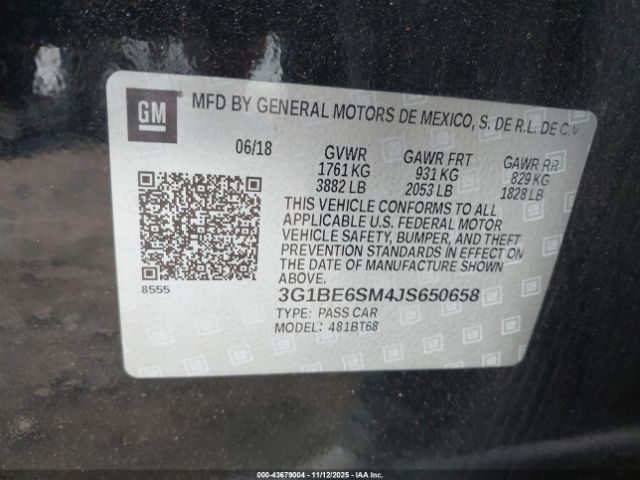 GM
MFD BY GENERAL MOTORS DE MEXICO, S. DE R.L. DE C.V
06/18
GVWR GAWR FRT GAWR RR
1761 KG 931 KG 829 KG
3882 LB 2053 LB 1828 LB
THIS VEHICLE CONFORMS TO ALL
APPLICABLE U.S. FEDERAL MOTOR
VEHICLE SAFETY, BUMPER, AND THEFT
PREVENTION STANDARDS IN EFFECT ON
THE DATE OF MANUFACTURE SHOWN
ABOVE.
8555
3G1BE6SM4JS650658
TYPE: PASS CAR
MODEL: 481BT68
000-43679004 - 11/12/2025 - IAAI.COM